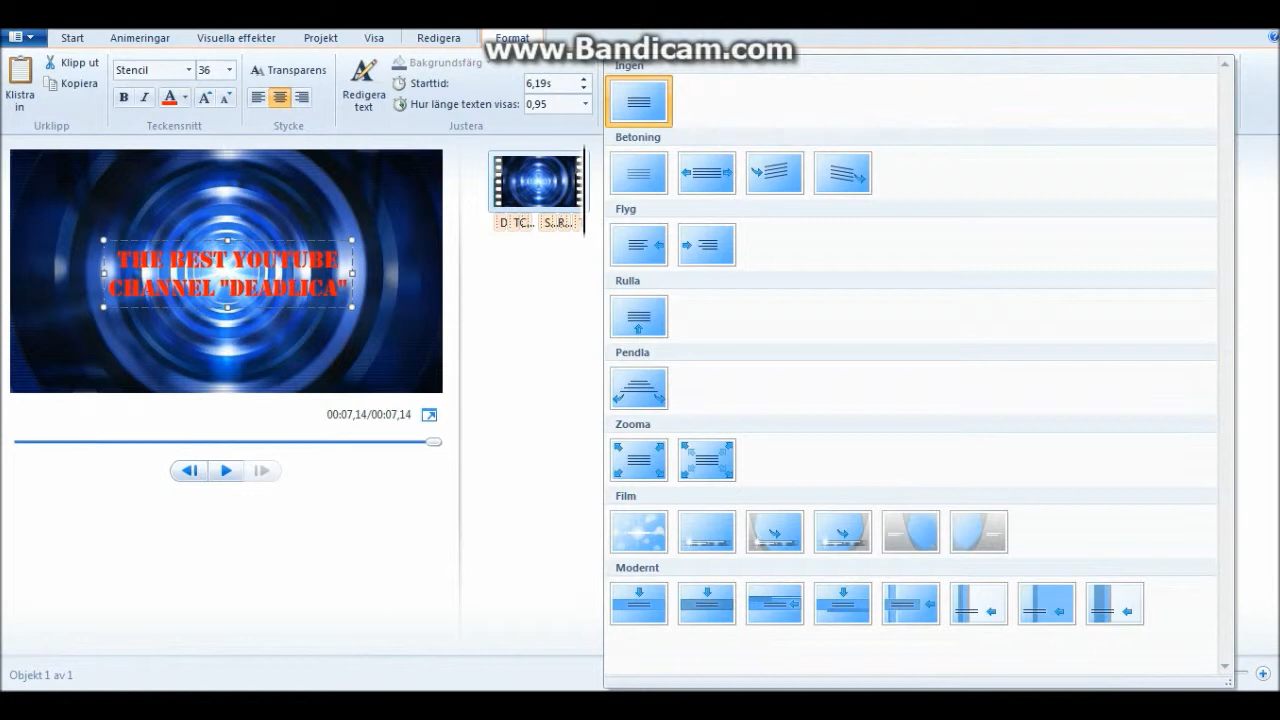 Start Animeringar Visuella effekter Projekt Visa Redigera Format
www.Bandicam.com
Klistra in
Klipp ut
Kopiera
Urklipp
Stencil 36
B I A A A
Teckensnitt
Transparens
Stycke
Redigera text
Bakgrundsfärg
Starttid: 6,19s
Hur länge texten visas: 0,95
Justera
Ingen
Betoning
Flyg
Rulla
Pendla
Zooma
Film
Modernt
THE BEST YOUTUBE
CHANNEL "DEADLICA"
D TC... S...R...
00:07,14/00:07,14
Objekt 1 av 1